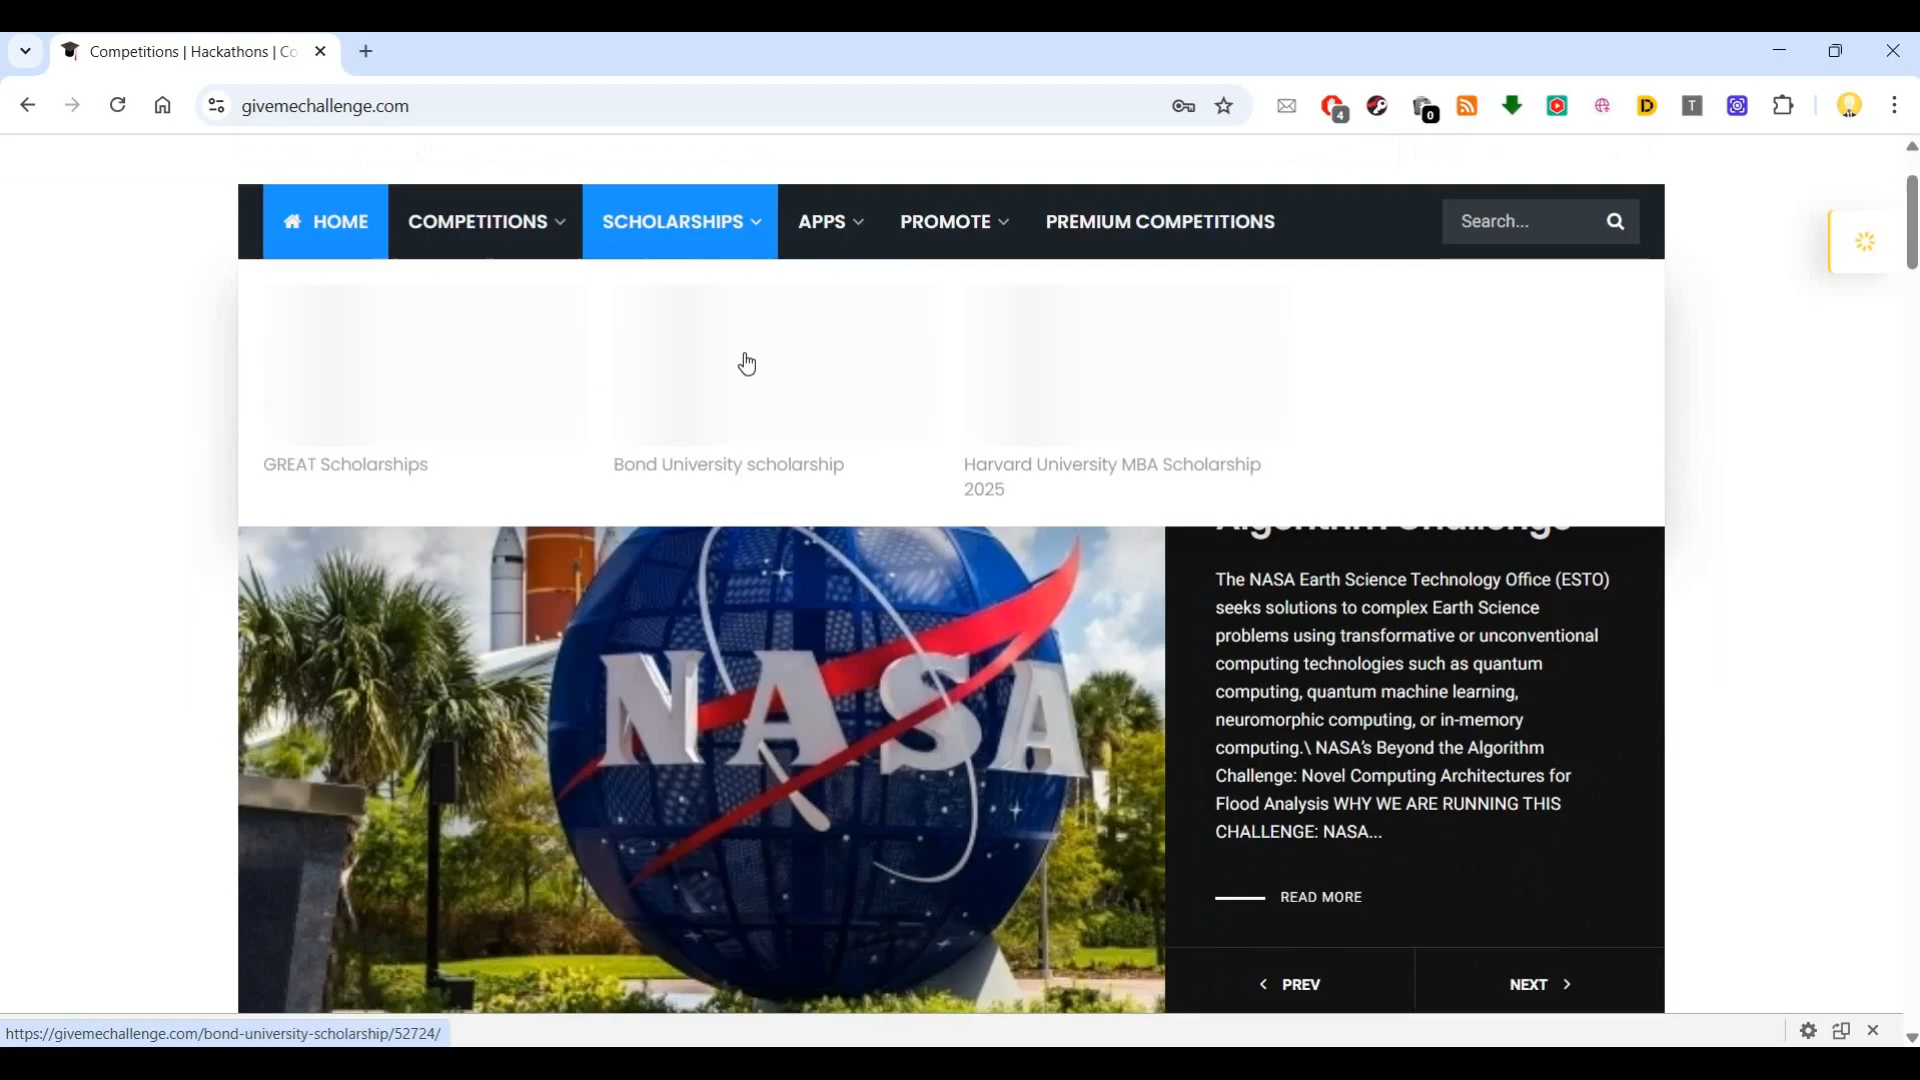 Competitions | Hackathons | Co
givemechallenge.com
4
0
D
T
HOME COMPETITIONS SCHOLARSHIPS APPS PROMOTE PREMIUM COMPETITIONS Search...
GREAT Scholarships
Bond University scholarship
Harvard University MBA Scholarship
2025
Algorithm Challenge
The NASA Earth Science Technology Office (ESTO)
seeks solutions to complex Earth Science
problems using transformative or unconventional
computing technologies such as quantum
computing, quantum machine learning,
neuromorphic computing, or in-memory
computing.\ NASA's Beyond the Algorithm
Challenge: Novel Computing Architectures for
Flood Analysis WHY WE ARE RUNNING THIS
CHALLENGE: NASA...
READ MORE
PREV NEXT
NASA
https://givemechallenge.com/bond-university-scholarship/52724/